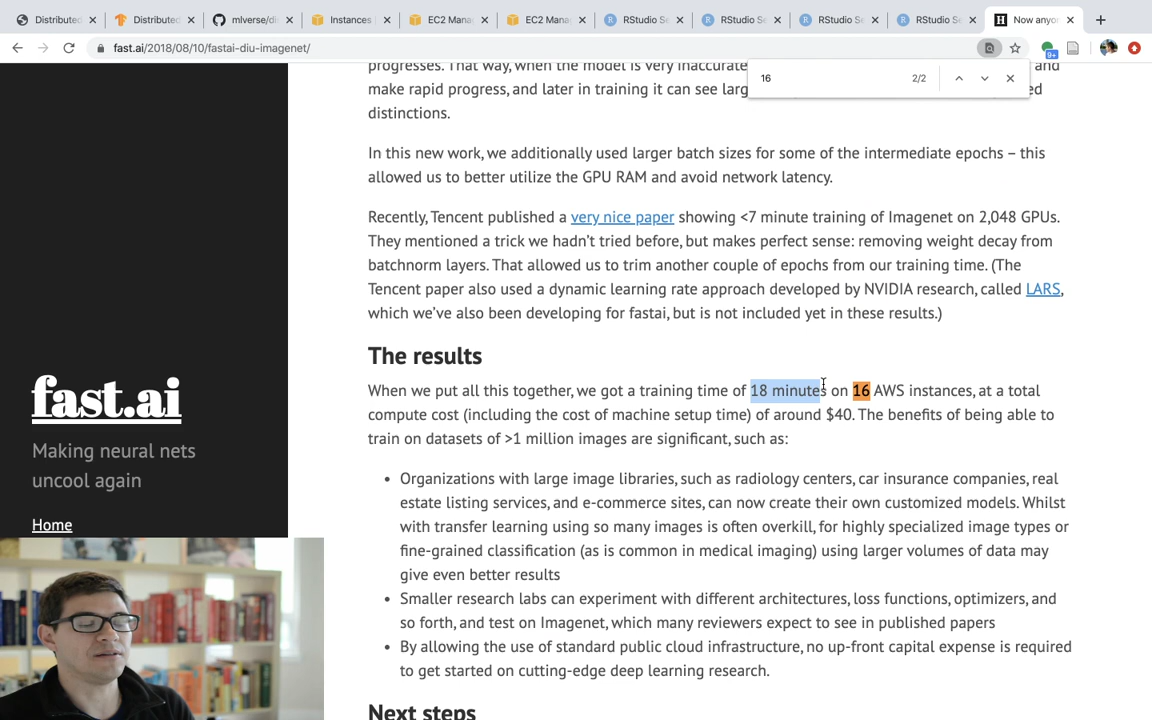 Distributed
Distributed
mlverse/di
Instances
EC2 Mana
EC2 Mana
RStudio Se
RStudio Se
RStudio Se
RStudio Se
Now anyon
fast.ai/2018/08/10/fastai-diu-imagenet/
9+
16
2/2
progresses. That way, when the model is very inaccurate
and
make rapid progress, and later in training it can see larg
ed
distinctions.
In this new work, we additionally used larger batch sizes for some of the intermediate epochs – this
allowed us to better utilize the GPU RAM and avoid network latency.
Recently, Tencent published a very nice paper showing <7 minute training of Imagenet on 2,048 GPUs.
They mentioned a trick we hadn't tried before, but makes perfect sense: removing weight decay from
batchnorm layers. That allowed us to trim another couple of epochs from our training time. (The
Tencent paper also used a dynamic learning rate approach developed by NVIDIA research, called LARS,
which we've also been developing for fastai, but is not included yet in these results.)
The results
When we put all this together, we got a training time of 18 minutes on 16 AWS instances, at a total
compute cost (including the cost of machine setup time) of around $40. The benefits of being able to
train on datasets of >1 million images are significant, such as:
• Organizations with large image libraries, such as radiology centers, car insurance companies, real
estate listing services, and e-commerce sites, can now create their own customized models. Whilst
with transfer learning using so many images is often overkill, for highly specialized image types or
fine-grained classification (as is common in medical imaging) using larger volumes of data may
give even better results
• Smaller research labs can experiment with different architectures, loss functions, optimizers, and
so forth, and test on Imagenet, which many reviewers expect to see in published papers
• By allowing the use of standard public cloud infrastructure, no up-front capital expense is required
to get started on cutting-edge deep learning research.
Next steps
fast.ai
Making neural nets
uncool again
Home